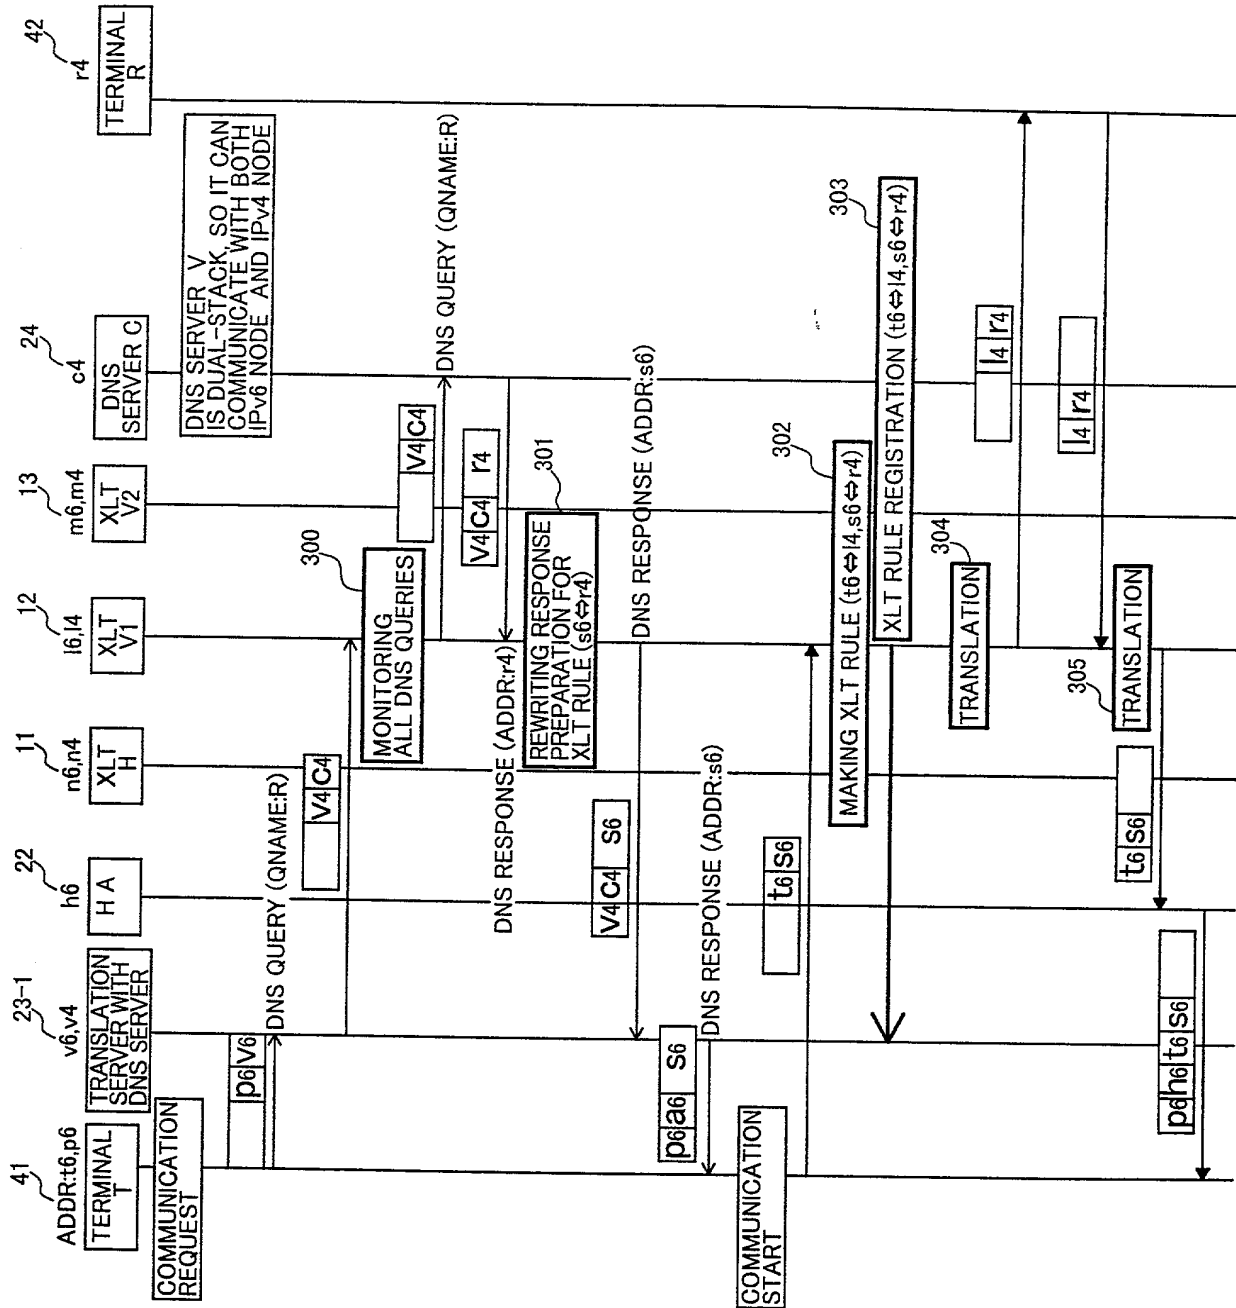 41
ADDR:t6,p6
TERMINAL
T
23-1
v6,v4
TRANSLATION
SERVER WITH
DNS SERVER
22
h6
H A
11
n6,n4
XLT
H
12
l6,l4
XLT
V1
13
m6,m4
XLT
V2
24
c4
DNS
SERVER C
42
r4
TERMINAL
R
COMMUNICATION
REQUEST
DNS SERVER V
IS DUAL-STACK, SO IT CAN
COMMUNICATE WITH BOTH
IPv6 NODE AND IPv4 NODE
p6 v6
DNS QUERY (QNAME:R)
v4 c4
300
MONITORING
ALL DNS QUERIES
v4 c4
DNS QUERY (QNAME:R)
v4 c4 r4
DNS RESPONSE (ADDR:r4)
301
REWRITING RESPONSE
PREPARATION FOR
XLT RULE (s6⇔r4)
v4 c4 s6
DNS RESPONSE (ADDR:s6)
p6 a6 s6
DNS RESPONSE (ADDR:s6)
COMMUNICATION
START
t6 s6
302
MAKING XLT RULE (t6⇔l4,s6⇔r4)
303
XLT RULE REGISTRATION (t6⇔l4,s6⇔r4)
304
TRANSLATION
l4 r4
l4 r4
305
TRANSLATION
t6 s6
p6 h6 t6 s6